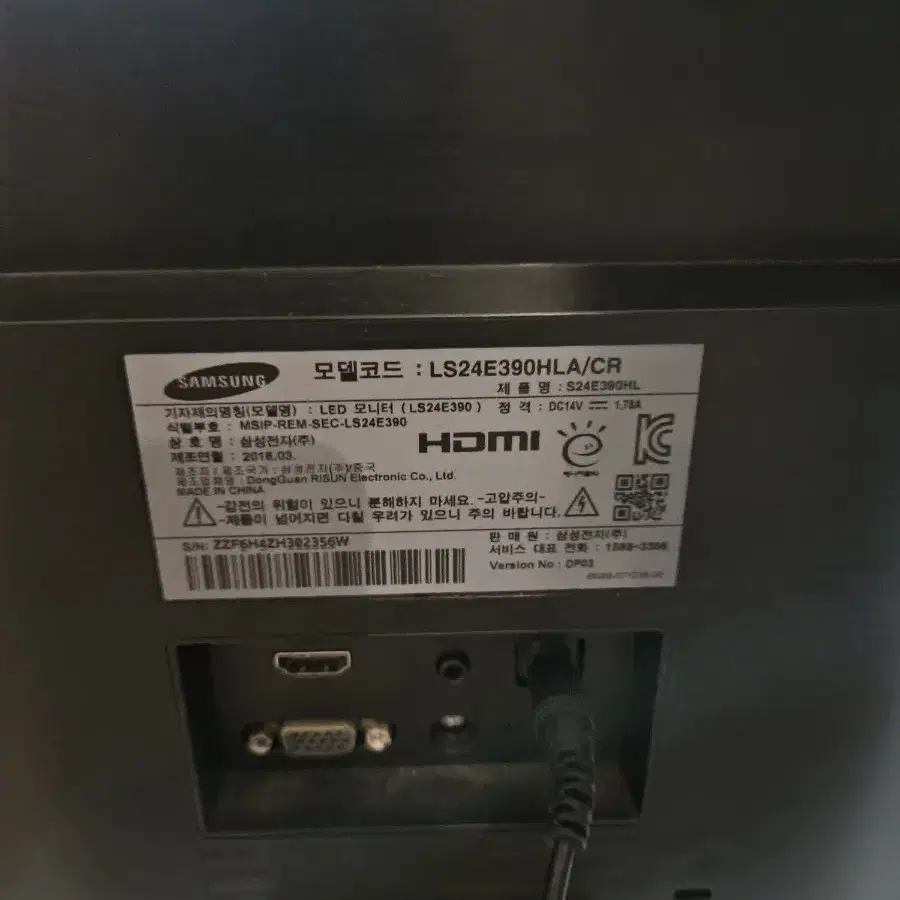 SAMSUNG
모델코드 : LS24E390HLA/CR
제 품 명 : S24E390HL
기자재의명칭(모델명) : LED 모니터 (LS24E390) 정 격 : DC14V ⎓ 1.79A
식별부호 : MSIP-REM-SEC-LS24E390
상 호 명 : 삼성전자(주)
제조연월 : 2016.03.
제조자 / 제조국가 : 삼성전자(주)/중국
제조업체명 : DongGuan RISUN Electronic Co., Ltd.
MADE IN CHINA
HDMI
-감전의 위험이 있으니 분해하지 마세요. -고압주의-
-제품이 넘어지면 다칠 우려가 있으니 주의 바랍니다.
S/N: ZZF6H4ZH302356W
판 매 원 : 삼성전자(주)
서비스 대표 전화 : 1588-3366
Version No : DP03